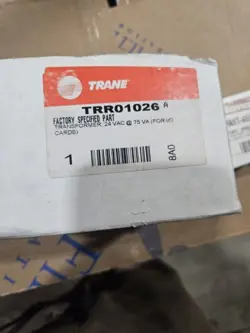 TRANE
TRR01026 A
FACTORY SPECIFIED PART
TRANSFORMER, 24 VAC @ 75 VA (FOR I/O
CARDS)
1
8A0